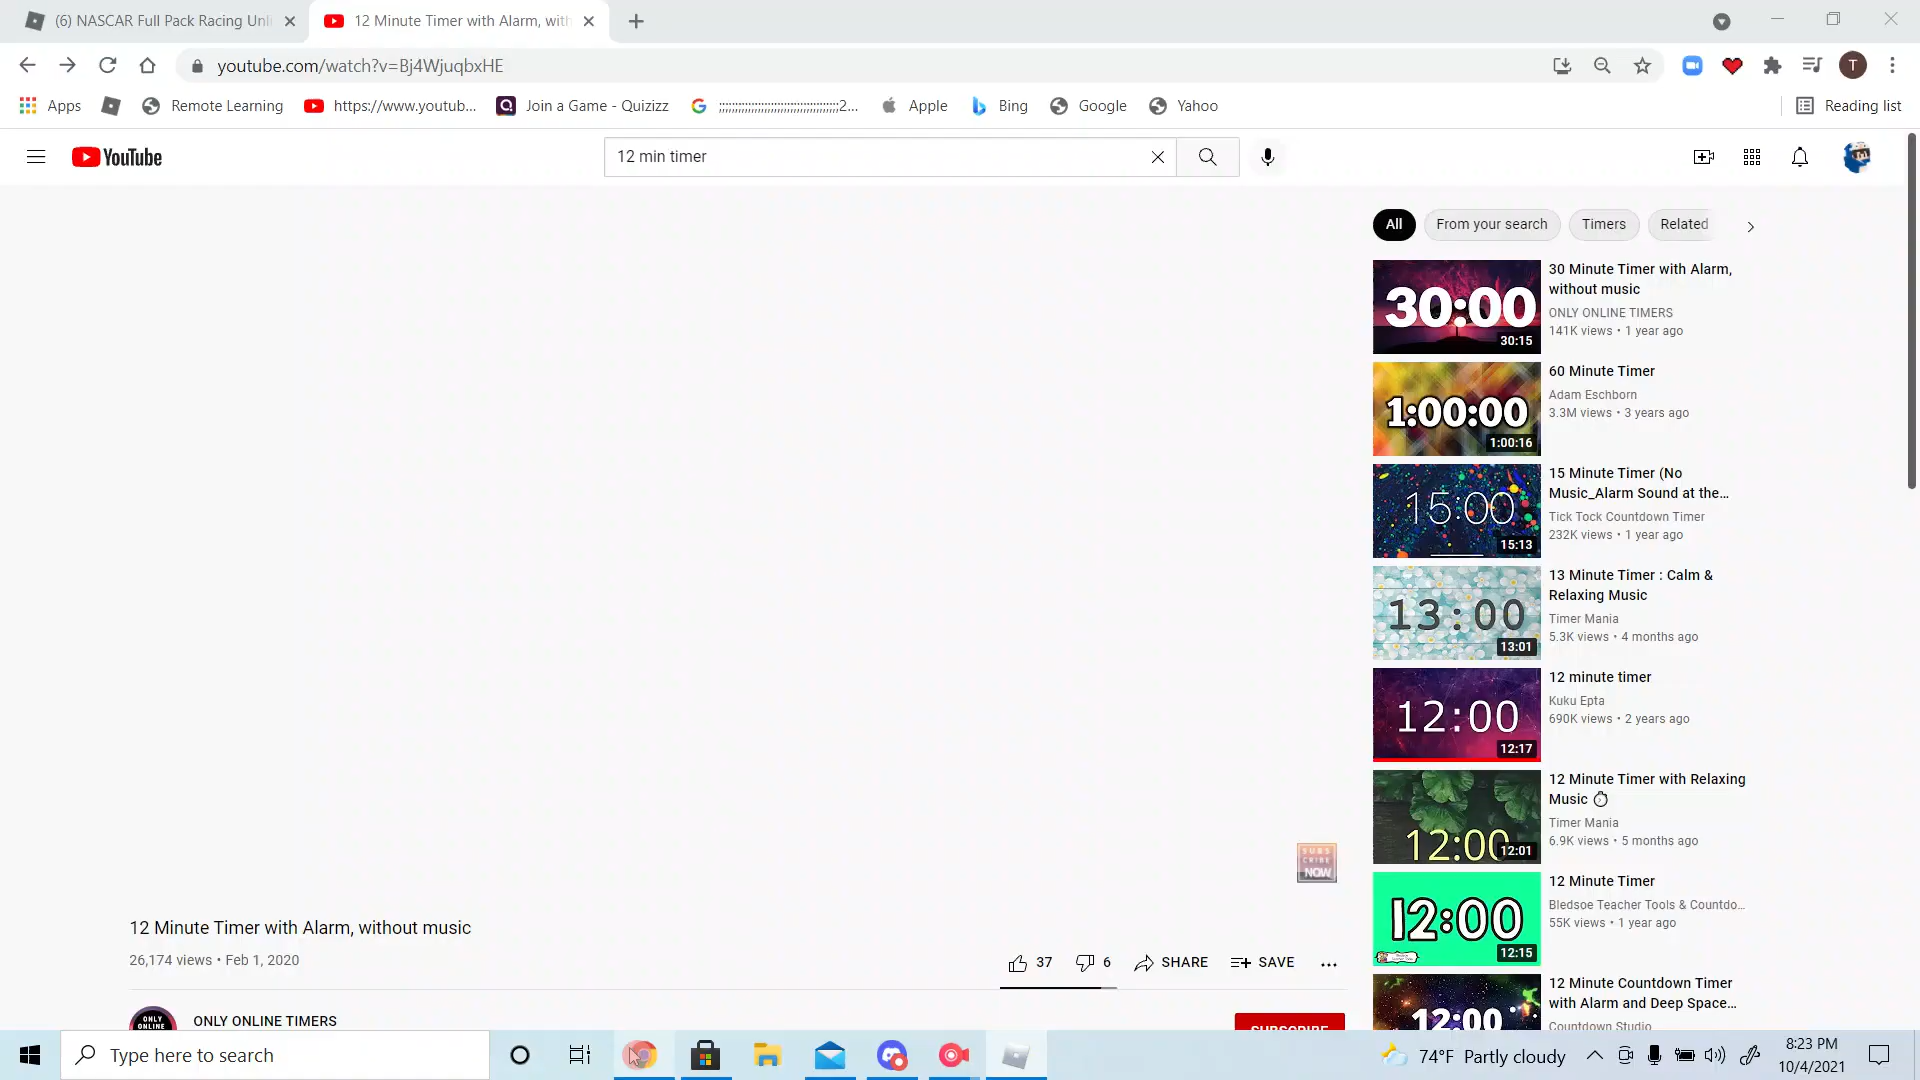 (6) NASCAR Full Pack Racing Unli
12 Minute Timer with Alarm, with
youtube.com/watch?v=Bj4WjuqbxHE
T
Apps
Remote Learning
https://www.youtub...
Join a Game - Quizizz
;;;;;;;;;;;;;;;;;;;;;;;;;;;;;;;;;;;;;2...
Apple
Bing
Google
Yahoo
Reading list
YouTube
12 min timer
All
From your search
Timers
Related
30:00
30:15
30 Minute Timer with Alarm,
without music
ONLY ONLINE TIMERS
141K views • 1 year ago
1:00:00
1:00:16
60 Minute Timer
Adam Eschborn
3.3M views • 3 years ago
15:00
15:13
15 Minute Timer (No
Music_Alarm Sound at the...
Tick Tock Countdown Timer
232K views • 1 year ago
13:00
13:01
13 Minute Timer : Calm &
Relaxing Music
Timer Mania
5.3K views • 4 months ago
12:00
12:17
12 minute timer
Kuku Epta
690K views • 2 years ago
12:00
12:01
12 Minute Timer with Relaxing
Music
Timer Mania
6.9K views • 5 months ago
12:00
12:15
12 Minute Timer
Bledsoe Teacher Tools & Countdo...
55K views • 1 year ago
12:00
12 Minute Countdown Timer
with Alarm and Deep Space...
Countdown Studio
SUBS
CRIBE
NOW
12 Minute Timer with Alarm, without music
26,174 views • Feb 1, 2020
37
6
SHARE
SAVE
ONLY
ONLINE
ONLY ONLINE TIMERS
SUBSCRIBE
Type here to search
74°F Partly cloudy
8:23 PM
10/4/2021